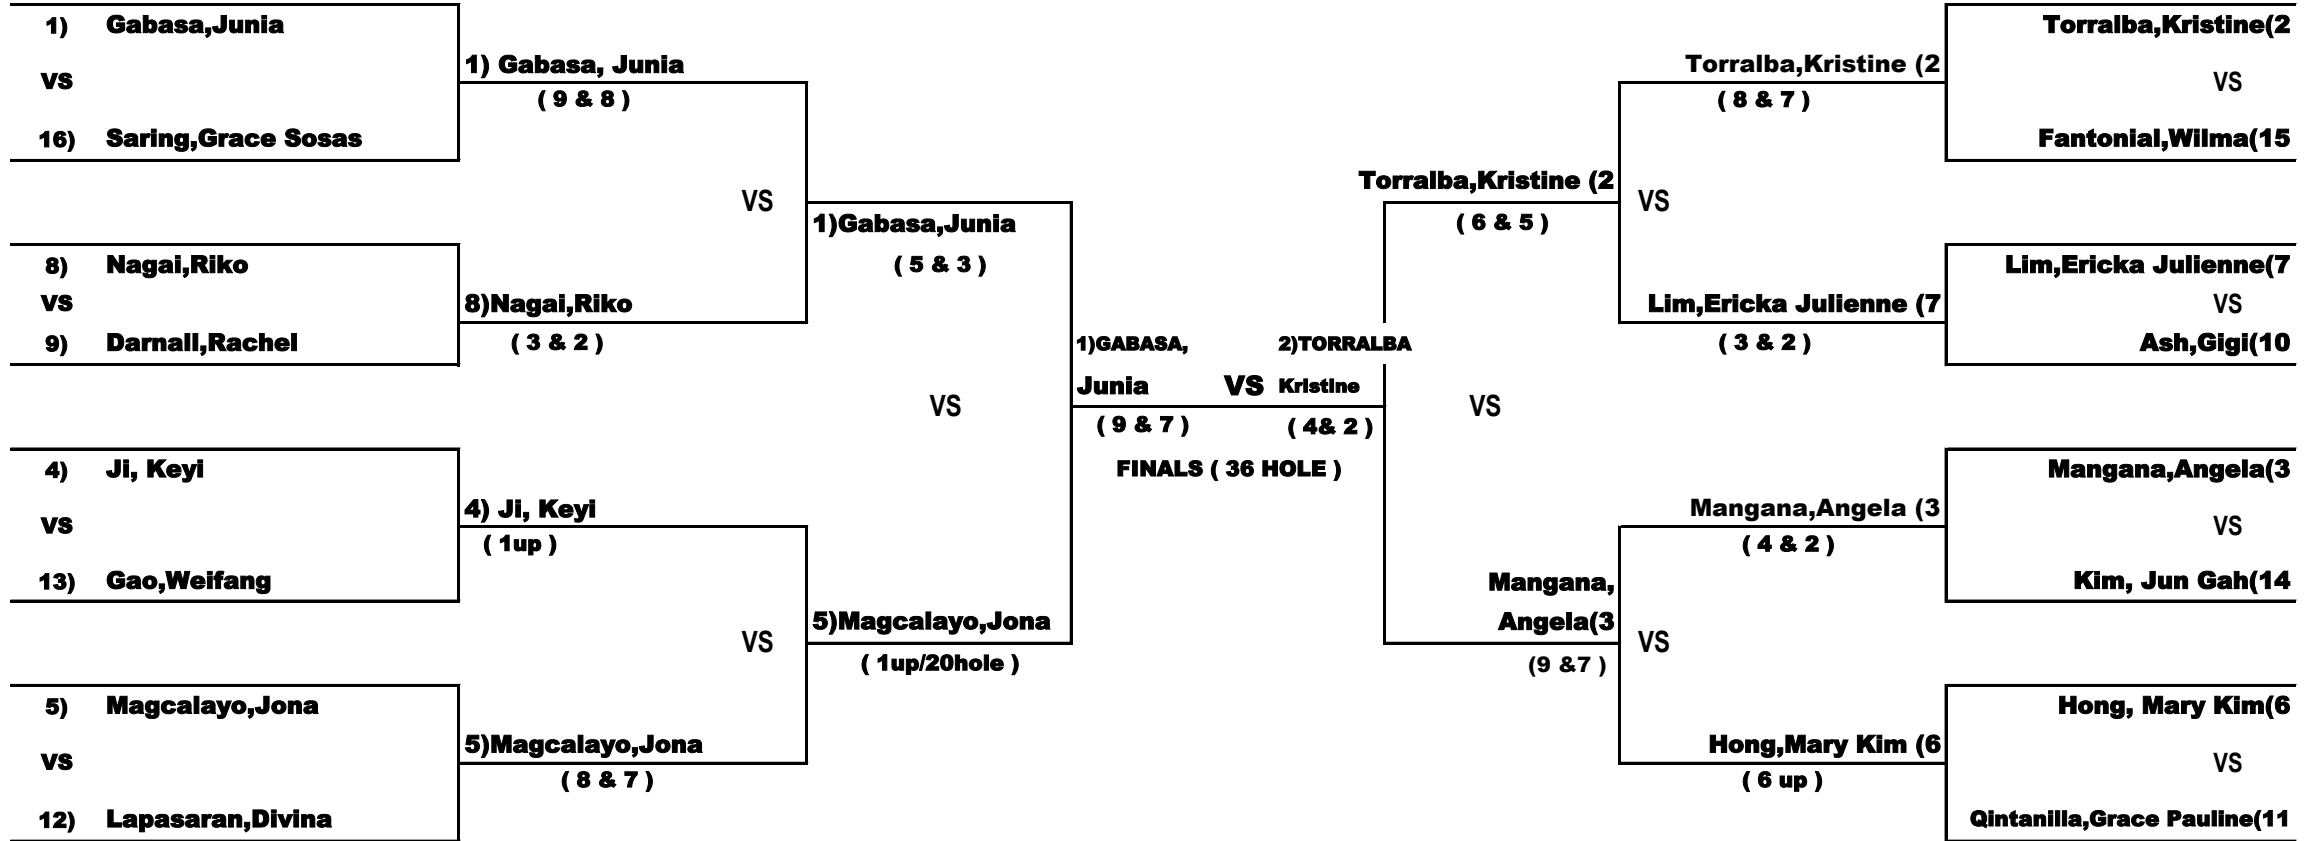 1) Gabasa,Junia
VS
16) Saring,Grace Sosas
8) Nagai,Riko
VS
9) Darnall,Rachel
4) Ji, Keyi
VS
13) Gao,Weifang
5) Magcalayo,Jona
VS
12) Lapasaran,Divina
1) Gabasa, Junia
( 9 & 8 )
VS
8)Nagai,Riko
( 3 & 2 )
4) Ji, Keyi
( 1up )
VS
5)Magcalayo,Jona
( 8 & 7 )
1)Gabasa,Junia
( 5 & 3 )
VS
5)Magcalayo,Jona
( 1up/20hole )
1)GABASA, 2)TORRALBA
Junia VS Kristine
( 9 & 7 ) ( 4& 2 )
FINALS ( 36 HOLE )
Torralba,Kristine (2
( 6 & 5 )
VS
Mangana,
Angela(3
(9 &7 )
Torralba,Kristine (2
( 8 & 7 )
VS
Lim,Ericka Julienne (7
( 3 & 2 )
Mangana,Angela (3
( 4 & 2 )
VS
Hong,Mary Kim (6
( 6 up )
Torralba,Kristine(2
VS
Fantonial,Wilma(15
Lim,Ericka Julienne(7
VS
Ash,Gigi(10
Mangana,Angela(3
VS
Kim, Jun Gah(14
Hong, Mary Kim(6
VS
Qintanilla,Grace Pauline(11